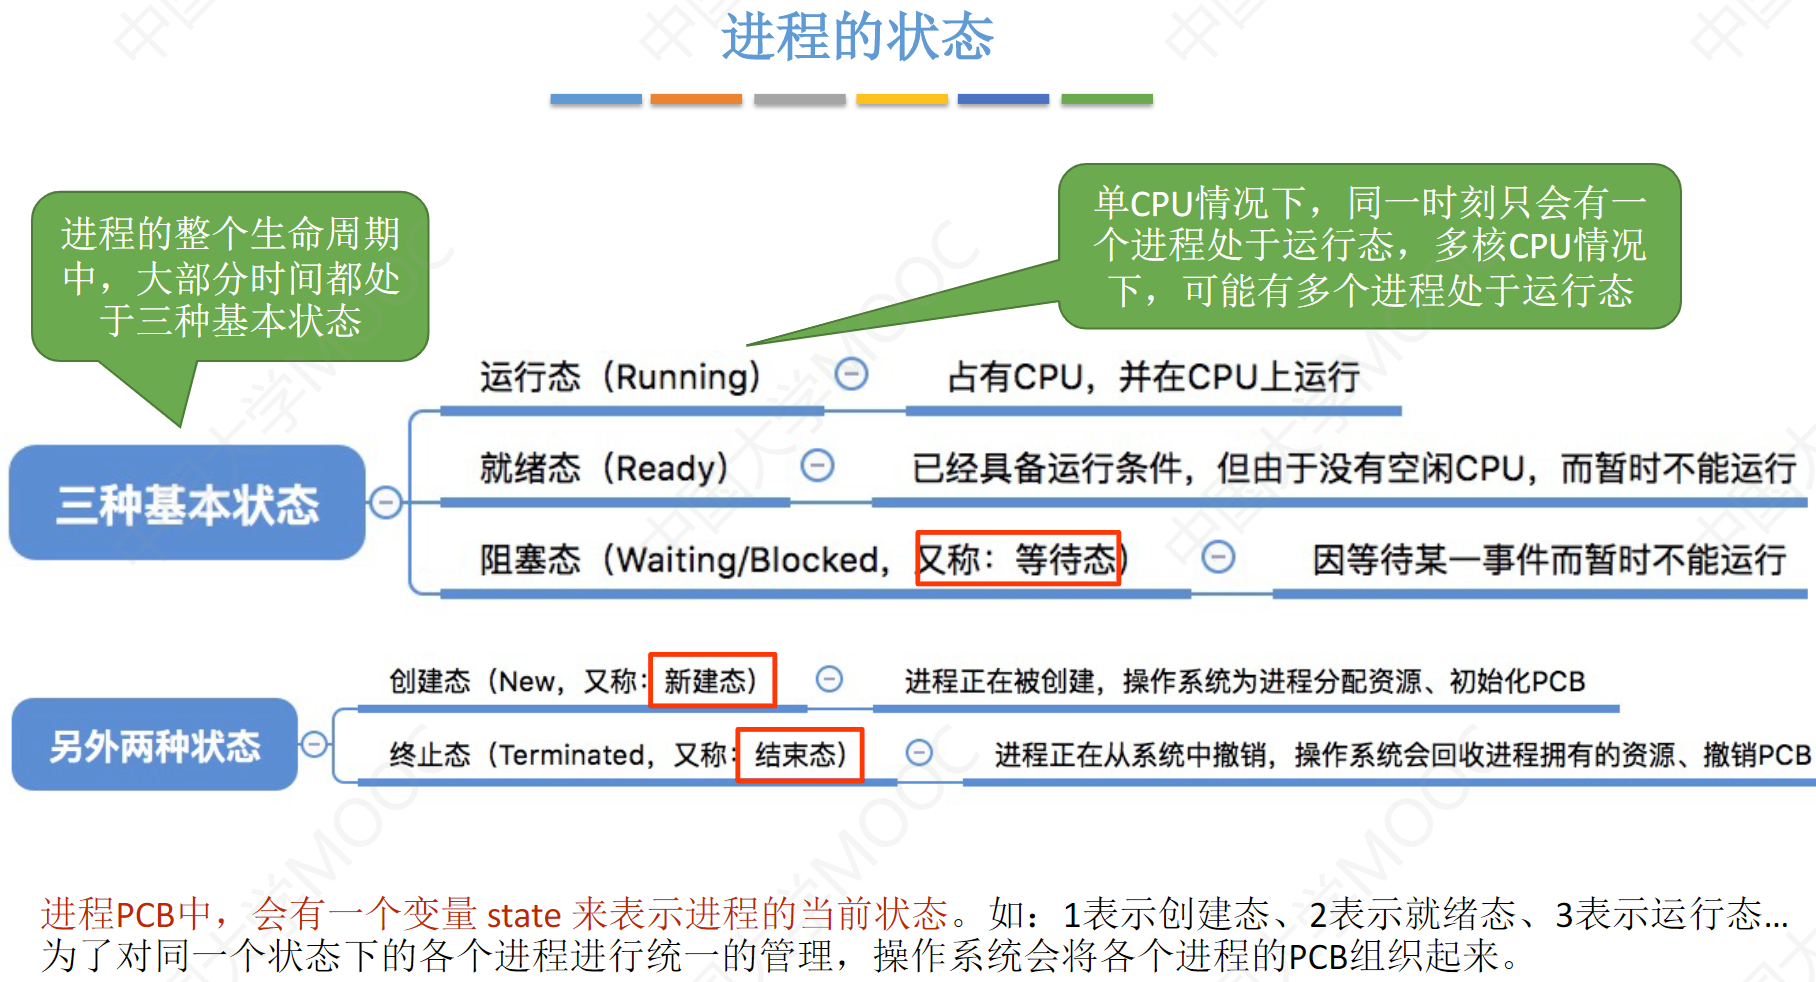 进程的状态
进程的整个生命周期
中，大部分时间都处
于三种基本状态
单CPU情况下，同一时刻只会有一
个进程处于运行态，多核CPU情况
下，可能有多个进程处于运行态
三种基本状态
运行态（Running）
占有CPU，并在CPU上运行
就绪态（Ready）
已经具备运行条件，但由于没有空闲CPU，而暂时不能运行
阻塞态（Waiting/Blocked，又称：等待态）
因等待某一事件而暂时不能运行
另外两种状态
创建态（New，又称：新建态）
进程正在被创建，操作系统为进程分配资源、初始化PCB
终止态（Terminated，又称：结束态）
进程正在从系统中撤销，操作系统会回收进程拥有的资源、撤销PCB
进程PCB中，会有一个变量 state 来表示进程的当前状态。如：1表示创建态、2表示就绪态、3表示运行态…
为了对同一个状态下的各个进程进行统一的管理，操作系统会将各个进程的PCB组织起来。
中国大学MOOC